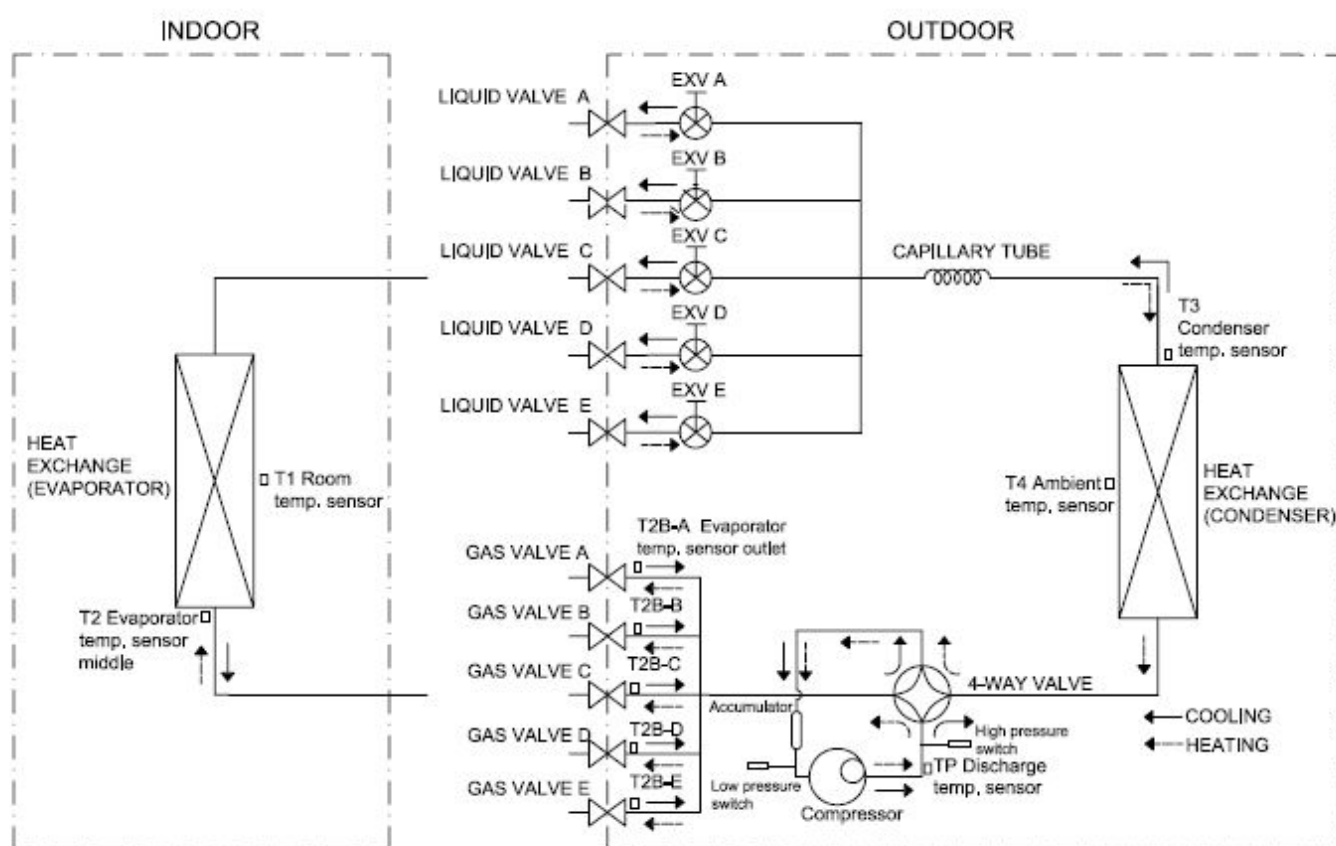 INDOOR
OUTDOOR
LIQUID VALVE A
EXV A
LIQUID VALVE B
EXV B
LIQUID VALVE C
EXV C
CAPILLARY TUBE
T3
Condenser
temp. sensor
LIQUID VALVE D
EXV D
LIQUID VALVE E
EXV E
HEAT
EXCHANGE
(EVAPORATOR)
T1 Room
temp. sensor
T4 Ambient
temp, sensor
HEAT
EXCHANGE
(CONDENSER)
T2B-A Evaporator
temp, sensor outlet
GAS VALVE A
T2 Evaporator
temp, sensor
middle
GAS VALVE B
T2B-B
GAS VALVE C
T2B-C
4-WAY VALVE
Accumulator
COOLING
GAS VALVE D
T2B-D
High pressure
switch
HEATING
GAS VALVE E
T2B-E
Low pressure
switch
TP Discharge
temp, sensor
Compressor